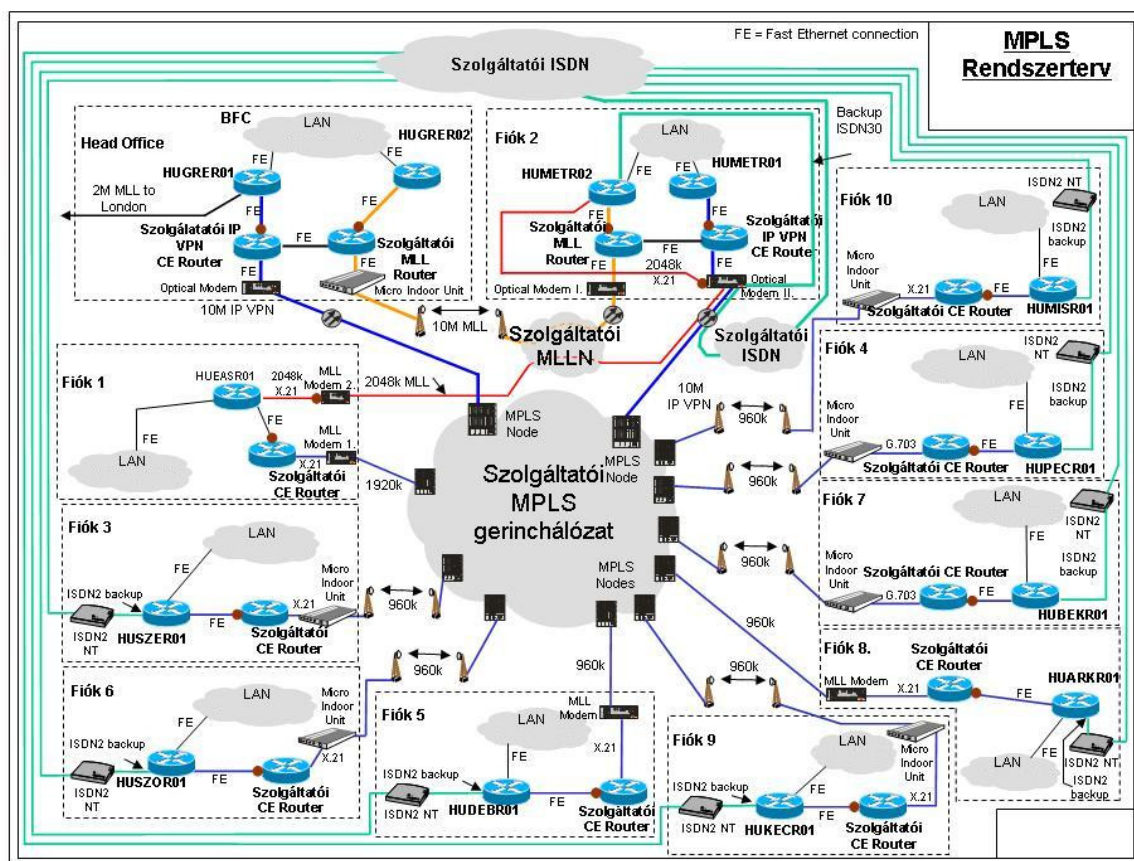 FE = Fast Ethernet connection
MPLS
Rendszerterv
Szolgáltatói ISDN
BFC
Head Office
LAN
HUGRER02
HUGRER01
FE
FE
2M MLL to
London
FE
FE
Szolgálatatói IP
VPN
CE Router
FE
Szolgáltatói
MLL
Router
FE
FE
Optical Modem
Micro Indoor Unit
10M IP VPN
10M MLL
Fiók 2
LAN
FE
FE
HUMETR01
HUMETR02
Backup
ISDN30
FE
FE
Szolgáltatói
MLL
Router
Szolgáltatói
IP VPN
CE Router
FE
FE
FE
2048k
X.21
Optical Modem I.
Optical
Modem II.
Szolgáltatói
MLLN
Szolgáltatói
ISDN
Fiók 10
LAN
ISDN2 NT
ISDN2
backup
Micro
Indoor
Unit
FE
X.21
FE
Szolgáltatói CE Router
HUMISR01
Fiók 1
HUEASR01
2048k
X.21
MLL
Modem 2.
2048k MLL
FE
FE
LAN
MLL
Modem 1.
X.21
Szolgáltatói
CE Router
1920k
MPLS
Node
MPLS
Node
Szolgáltatói
MPLS
gerinchálózat
MPLS
Nodes
10M
IP VPN
960k
960k
960k
Fiók 4
LAN
ISDN2
NT
ISDN2
backup
Micro
Indoor
Unit
FE
G.703
FE
Szolgáltatói CE Router
HUPECR01
Fiók 7
LAN
ISDN2
NT
ISDN2
backup
Micro
Indoor
Unit
FE
Szolgáltatói CE Router
G.703
FE
HUBEKR01
Fiók 3
LAN
FE
Micro
Indoor
Unit
ISDN2 backup
X.21
HUSZER01
FE
ISDN2
NT
Szolgáltatói
CE Router
960k
Fiók 6
LAN
FE
Micro
Indoor
Unit
ISDN2 backup
X.21
HUSZOR01
FE
ISDN2
NT
Szolgáltatói
CE Router
960k
Fiók 5
960k
MLL
Modem
LAN
X.21
FE
ISDN2 backup
ISDN2 NT
HUDEBR01
FE
Szolgáltatói
CE Router
960k
960k
Fiók 9
LAN
Micro
Indoor
Unit
ISDN2 backup
FE
X.21
ISDN2 NT
HUKECR01
FE
Szolgáltatói
CE Router
Fiók 8.
Szolgáltatói
CE Router
HUARKR01
MLL Modem
X.21
FE
FE
LAN
ISDN2 NT
ISDN2
backup